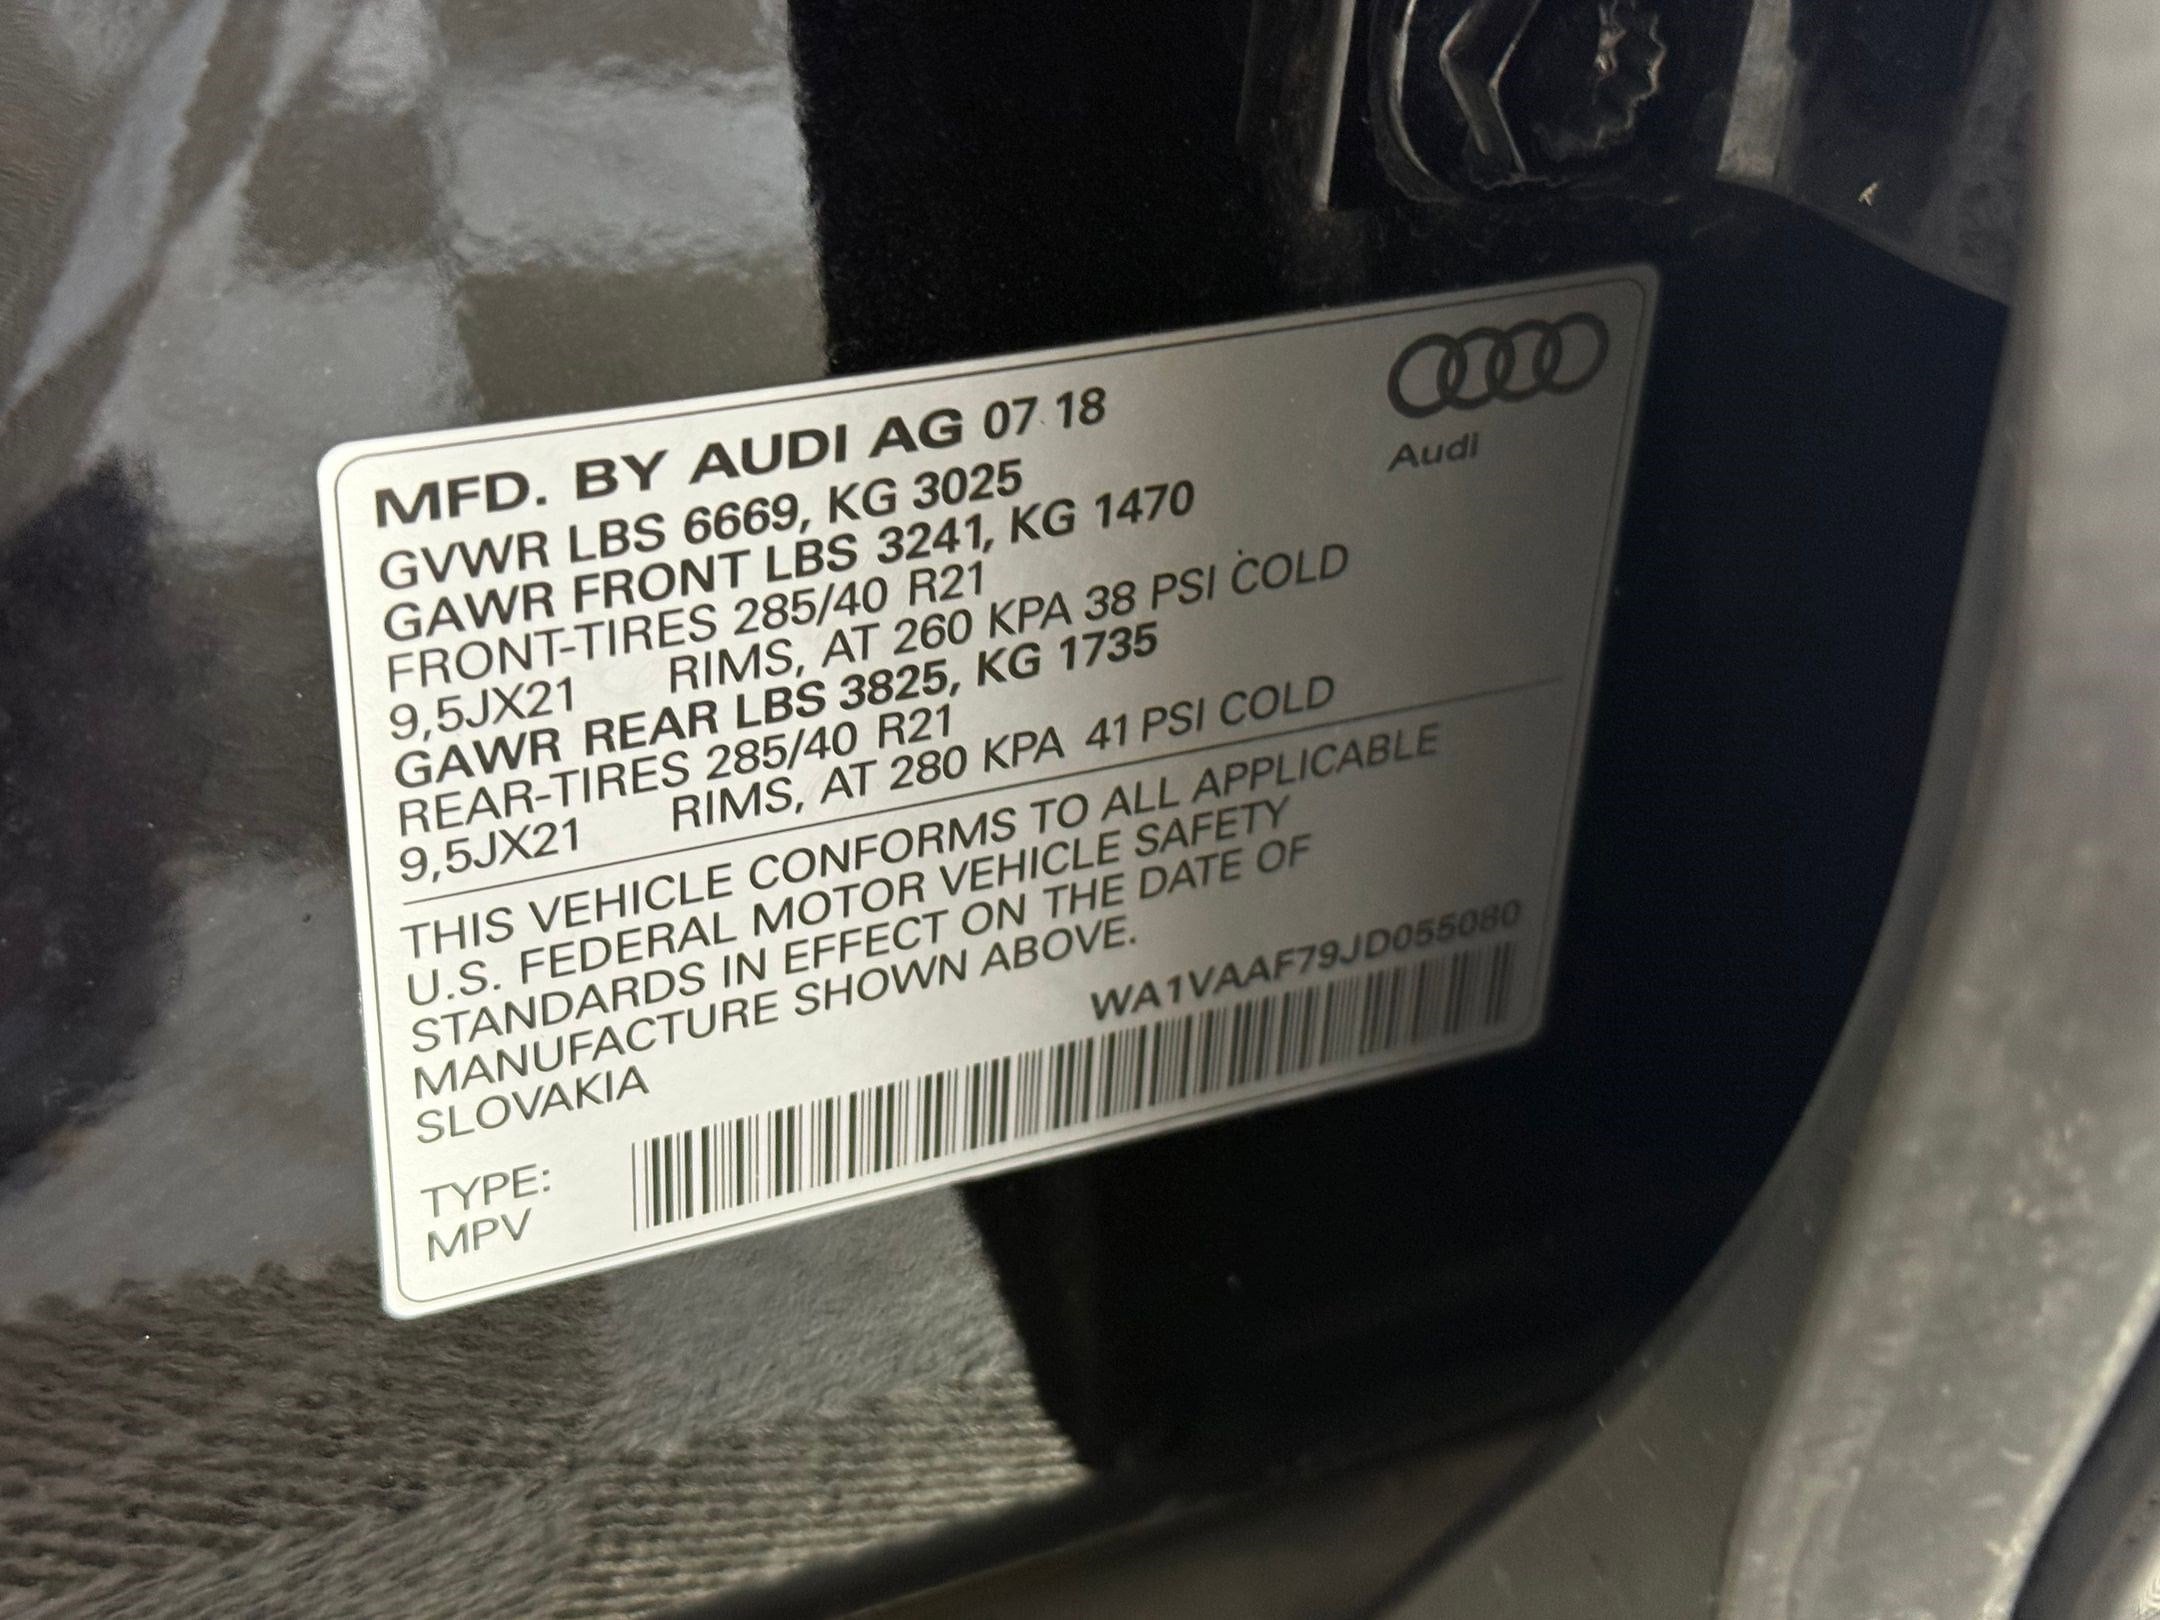 Audi
MFD. BY AUDI AG 07.18
GVWR LBS 6669, KG 3025
GAWR FRONT LBS 3241, KG 1470
FRONT-TIRES 285/40 R21
9,5JX21 RIMS, AT 260 KPA 38 PSI COLD
GAWR REAR LBS 3825, KG 1735
REAR-TIRES 285/40 R21
9,5JX21 RIMS, AT 280 KPA 41 PSI COLD
THIS VEHICLE CONFORMS TO ALL APPLICABLE
U.S. FEDERAL MOTOR VEHICLE SAFETY
STANDARDS IN EFFECT ON THE DATE OF
MANUFACTURE SHOWN ABOVE.
SLOVAKIA
WA1VAAF79JD055080
TYPE:
MPV